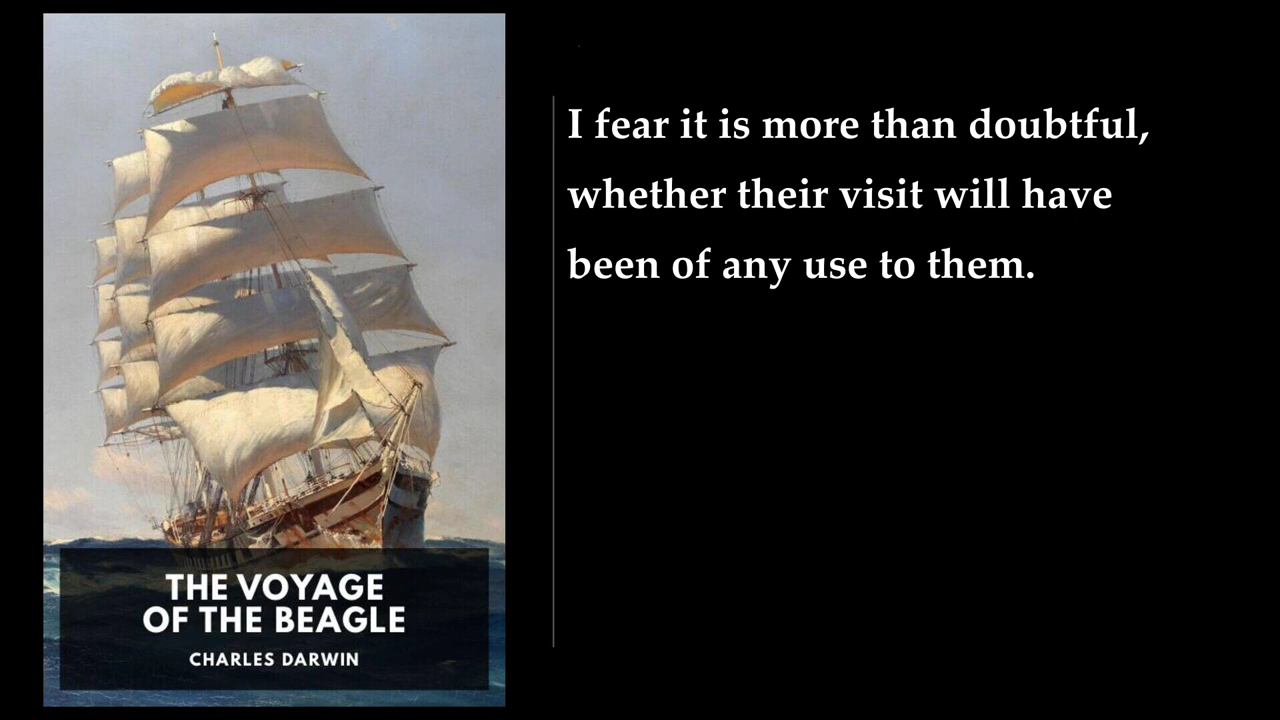 I fear it is more than doubtful,
whether their visit will have
been of any use to them.
THE VOYAGE
OF THE BEAGLE
CHARLES DARWIN